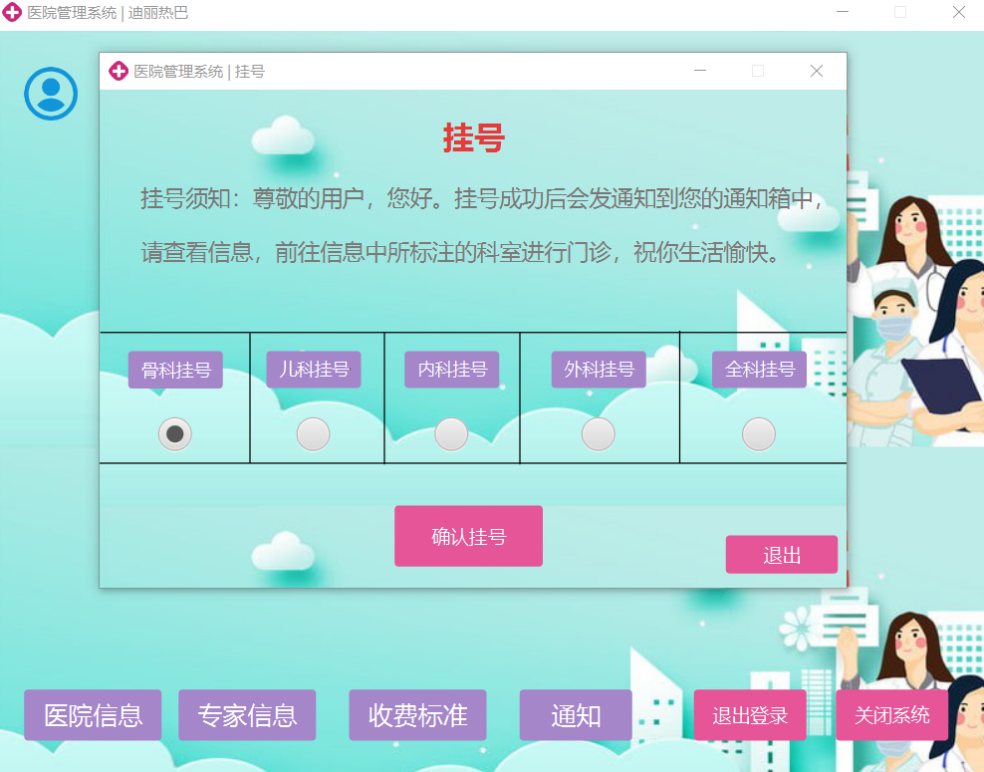 医院管理系统 | 迪丽热巴
医院管理系统 | 挂号
挂号
挂号须知：尊敬的用户，您好。挂号成功后会发通知到您的通知箱中，
请查看信息，前往信息中所标注的科室进行门诊，祝你生活愉快。
骨科挂号 儿科挂号 内科挂号 外科挂号 全科挂号
确认挂号
退出
医院信息 专家信息 收费标准 通知 退出登录 关闭系统